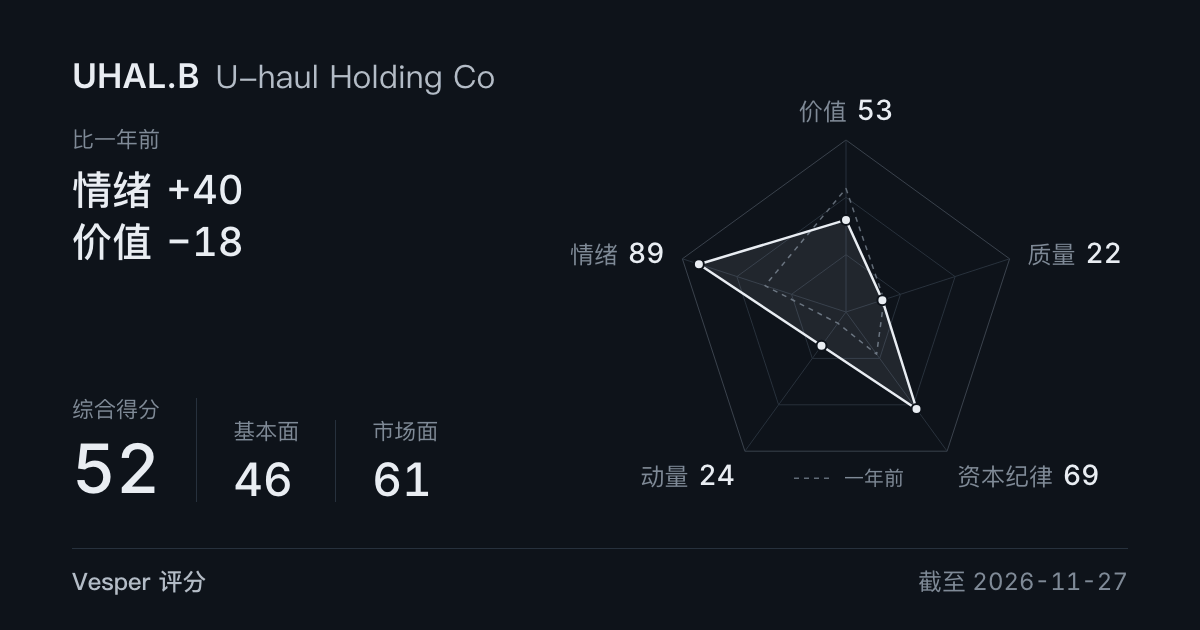 UHAL.B U-haul Holding Co
比一年前
情绪 +40
价值 −18
综合得分
52
基本面
46
市场面
61
价值 53
情绪 89
质量 22
动量 24
---- 一年前
资本纪律 69
Vesper 评分
截至 2026-11-27